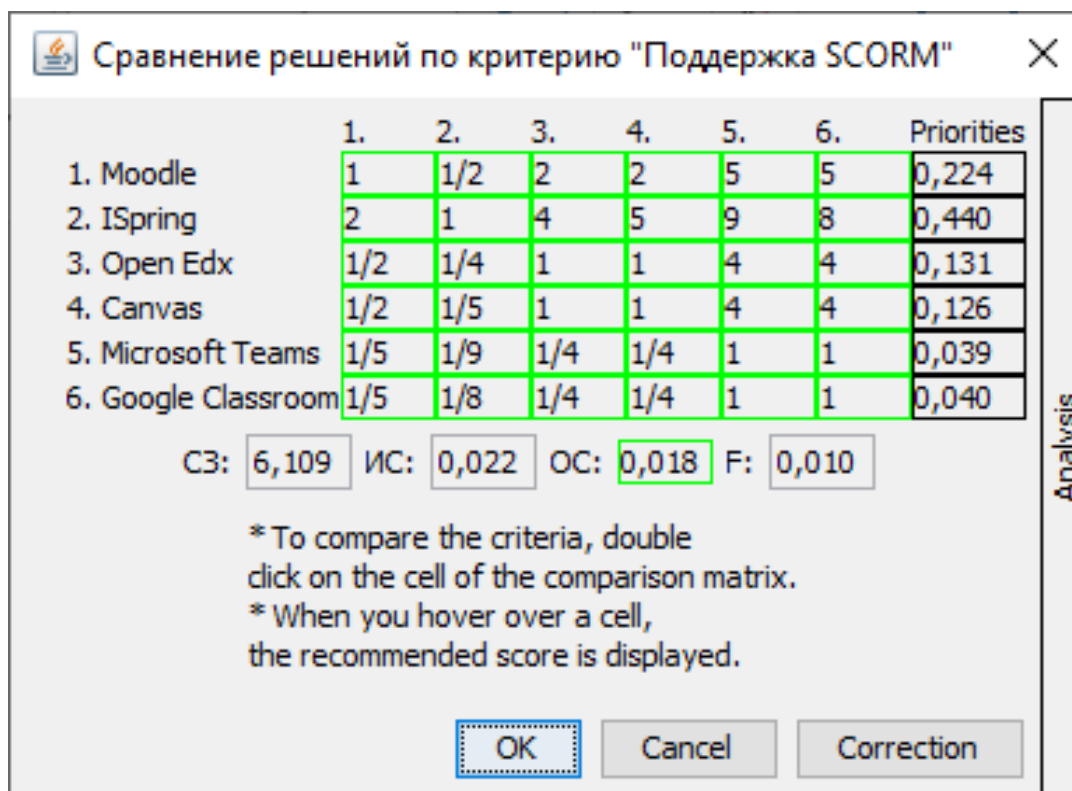 Сравнение решений по критерию "Поддержка SCORM"
1. 2. 3. 4. 5. 6. Priorities
1. Moodle 1 1/2 2 2 5 5 0,224
2. ISpring 2 1 4 5 9 8 0,440
3. Open Edx 1/2 1/4 1 1 4 4 0,131
4. Canvas 1/2 1/5 1 1 4 4 0,126
5. Microsoft Teams 1/5 1/9 1/4 1/4 1 1 0,039
6. Google Classroom 1/5 1/8 1/4 1/4 1 1 0,040
СЗ: 6,109 ИС: 0,022 ОС: 0,018 F: 0,010
* To compare the criteria, double
click on the cell of the comparison matrix.
* When you hover over a cell,
the recommended score is displayed.
OK Cancel Correction
Analysis